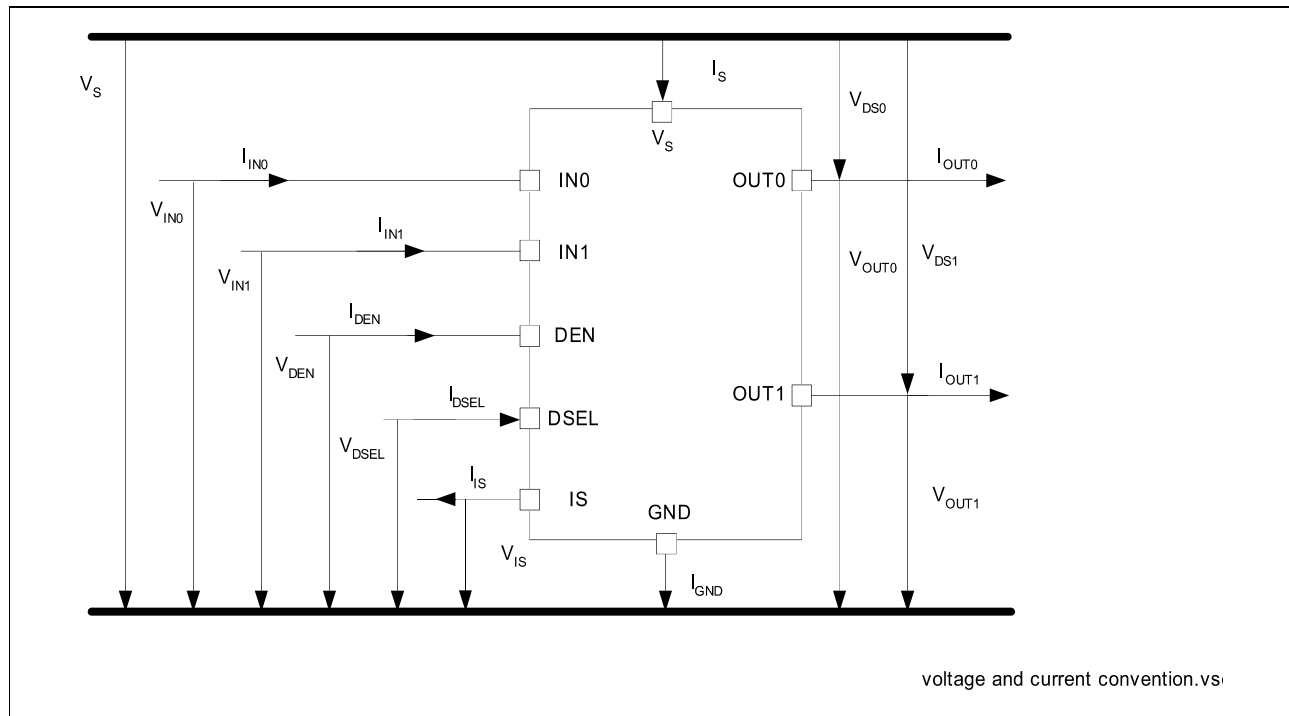 V_S
I_S
V_S
V_DS0
I_IN0
IN0
OUT0
I_OUT0
V_IN0
I_IN1
IN1
V_IN1
V_OUT0
V_DS1
I_DEN
DEN
V_DEN
I_DSEL
DSEL
OUT1
I_OUT1
V_DSEL
I_IS
IS
V_IS
GND
V_OUT1
I_GND
voltage and current convention.vs